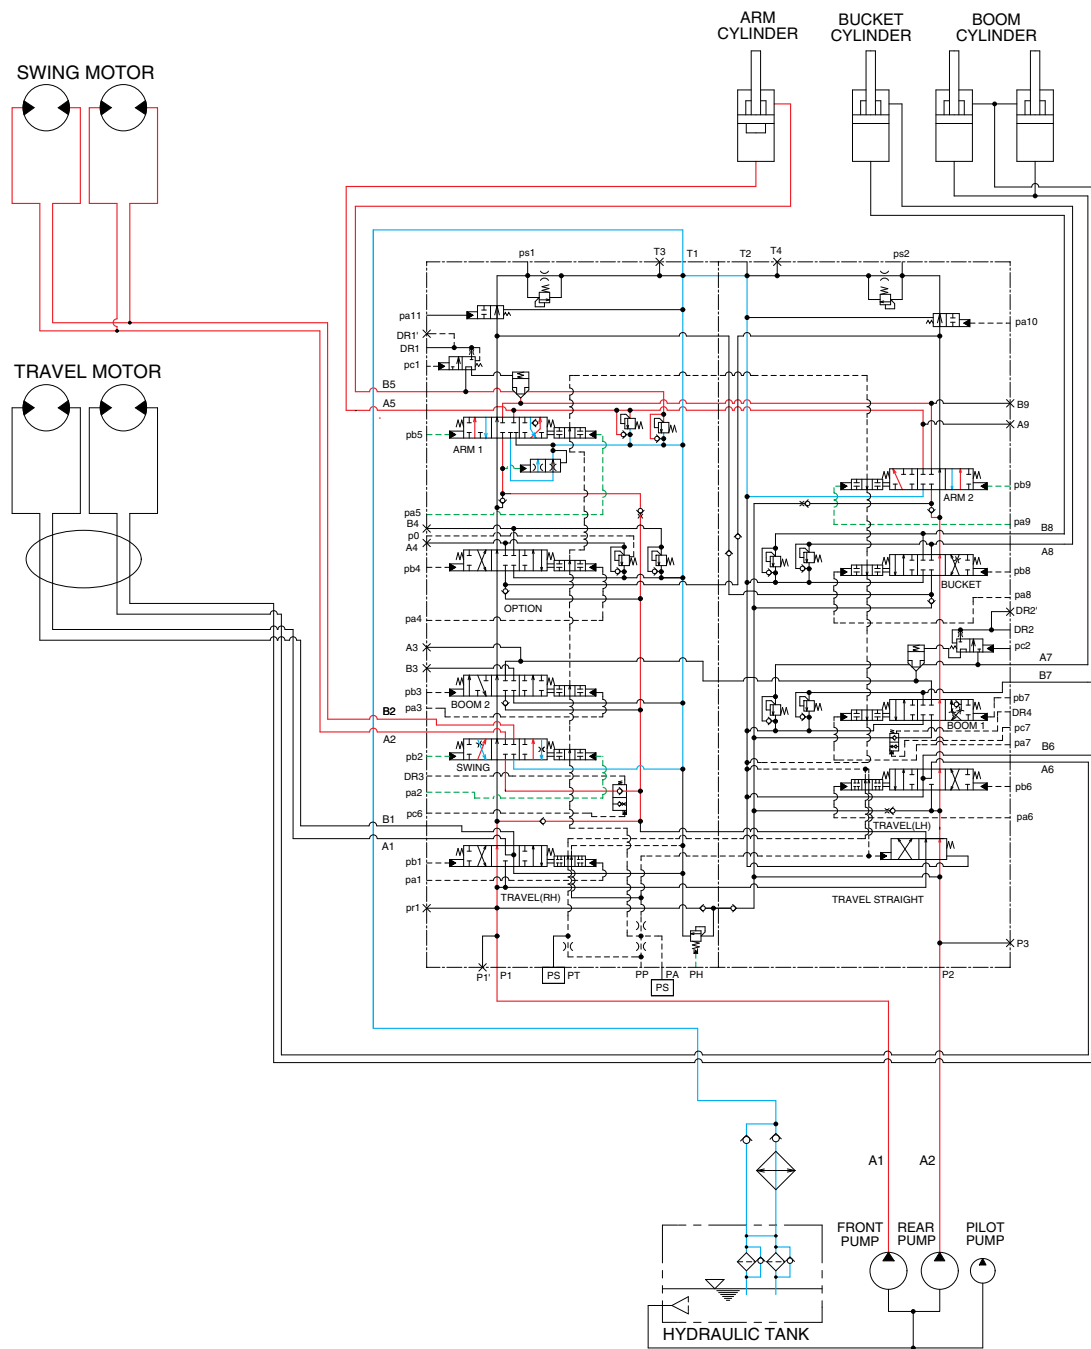 ARM
CYLINDER
BUCKET
CYLINDER
BOOM
CYLINDER
SWING MOTOR
TRAVEL MOTOR
ps1
T3
T1
T2
T4
ps2
pa11
DR1'
DR1
pc1
B5
A5
pb5
ARM 1
pa5
B4
p0
A4
pb4
OPTION
pa4
A3
B3
pb3
BOOM 2
pa3
B2
A2
pb2
SWING
DR3
pa2
pc6
B1
A1
pb1
pa1
TRAVEL(RH)
pr1
pa10
B9
A9
pb9
ARM 2
pa9
B8
A8
pb8
BUCKET
pa8
DR2'
DR2
pc2
A7
B7
pb7
DR4
BOOM 1
pc7
pa7
B6
A6
pb6
pa6
TRAVEL(LH)
TRAVEL STRAIGHT
P3
P1'
P1
PS
PT
PP
PA
PS
PH
P2
A1
A2
FRONT
PUMP
REAR
PUMP
PILOT
PUMP
HYDRAULIC TANK